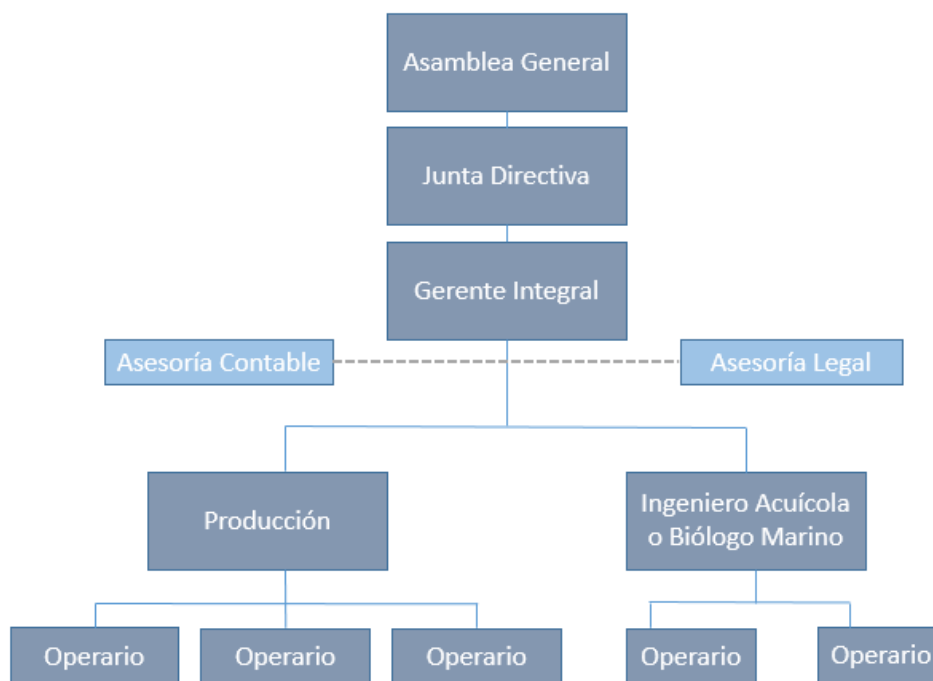 Asamblea General
Junta Directiva
Gerente Integral
Asesoría Contable
Asesoría Legal
Producción
Ingeniero Acuícola
o Biólogo Marino
Operario
Operario
Operario
Operario
Operario